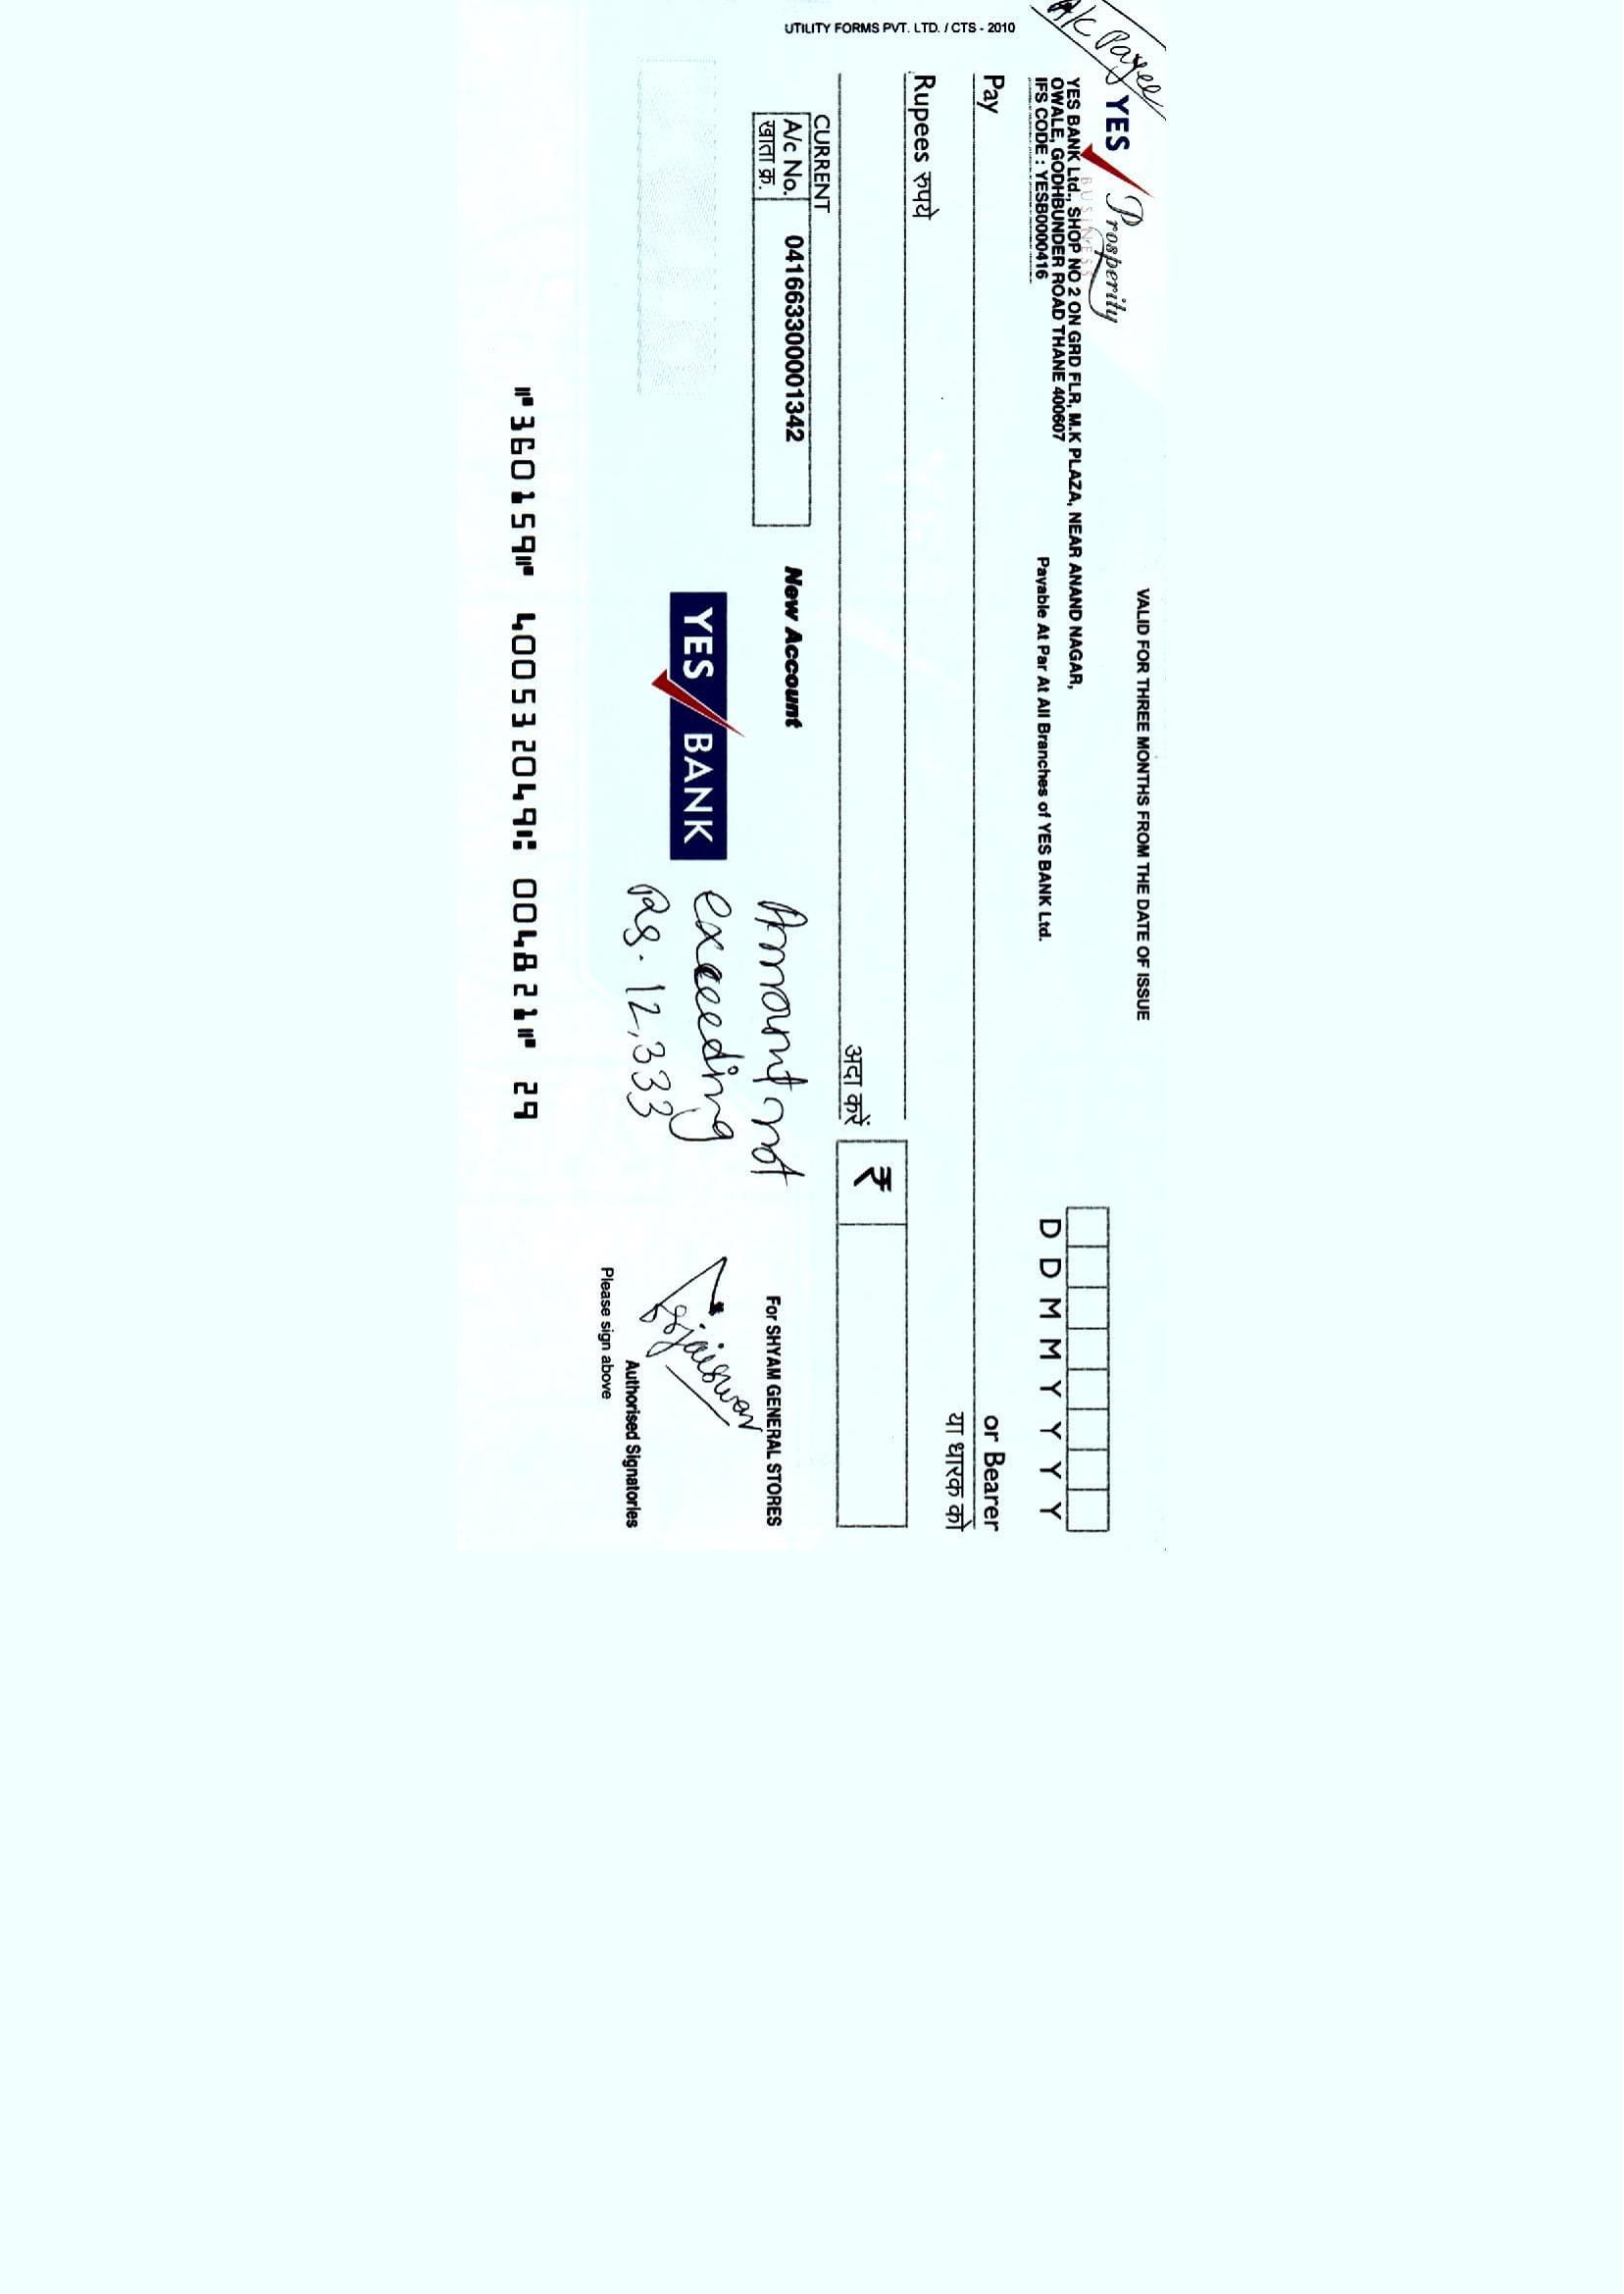 A/C Payee
YES Prosperity
BUSINESS
VALID FOR THREE MONTHS FROM THE DATE OF ISSUE
YES BANK Ltd., SHOP NO 2 ON GRD FLR, M.K PLAZA, NEAR ANAND NAGAR,
OWALE, GODHBUNDER ROAD THANE 400607
IFS CODE : YESB0000416
Payable At Par At All Branches of YES BANK Ltd.
D D M M Y Y Y Y
Pay
or Bearer
या धारक को
Rupees रुपये
अदा करें
₹
UTILITY FORMS PVT. LTD. / CTS - 2010
CURRENT
A/c No.
खाता क्र.
041663300001342
New Account
For SHYAM GENERAL STORES
YES BANK
Amount not
exceeding
Rs. 12,333
Authorised Signatories
Please sign above
⑈360159⑈ 400532049⑆ 004821⑈ 29